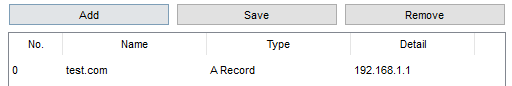 Add Save Remove
No. Name Type Detail
0 test.com A Record 192.168.1.1